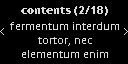 contents (2/18)
< fermentum interdum >
tortor, nec
elementum enim